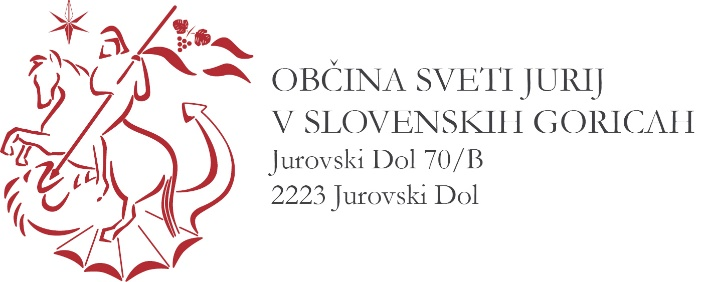 OBČINA SVETI JURIJ
V SLOVENSKIH GORICAH
Jurovski Dol 70/B
2223 Jurovski Dol